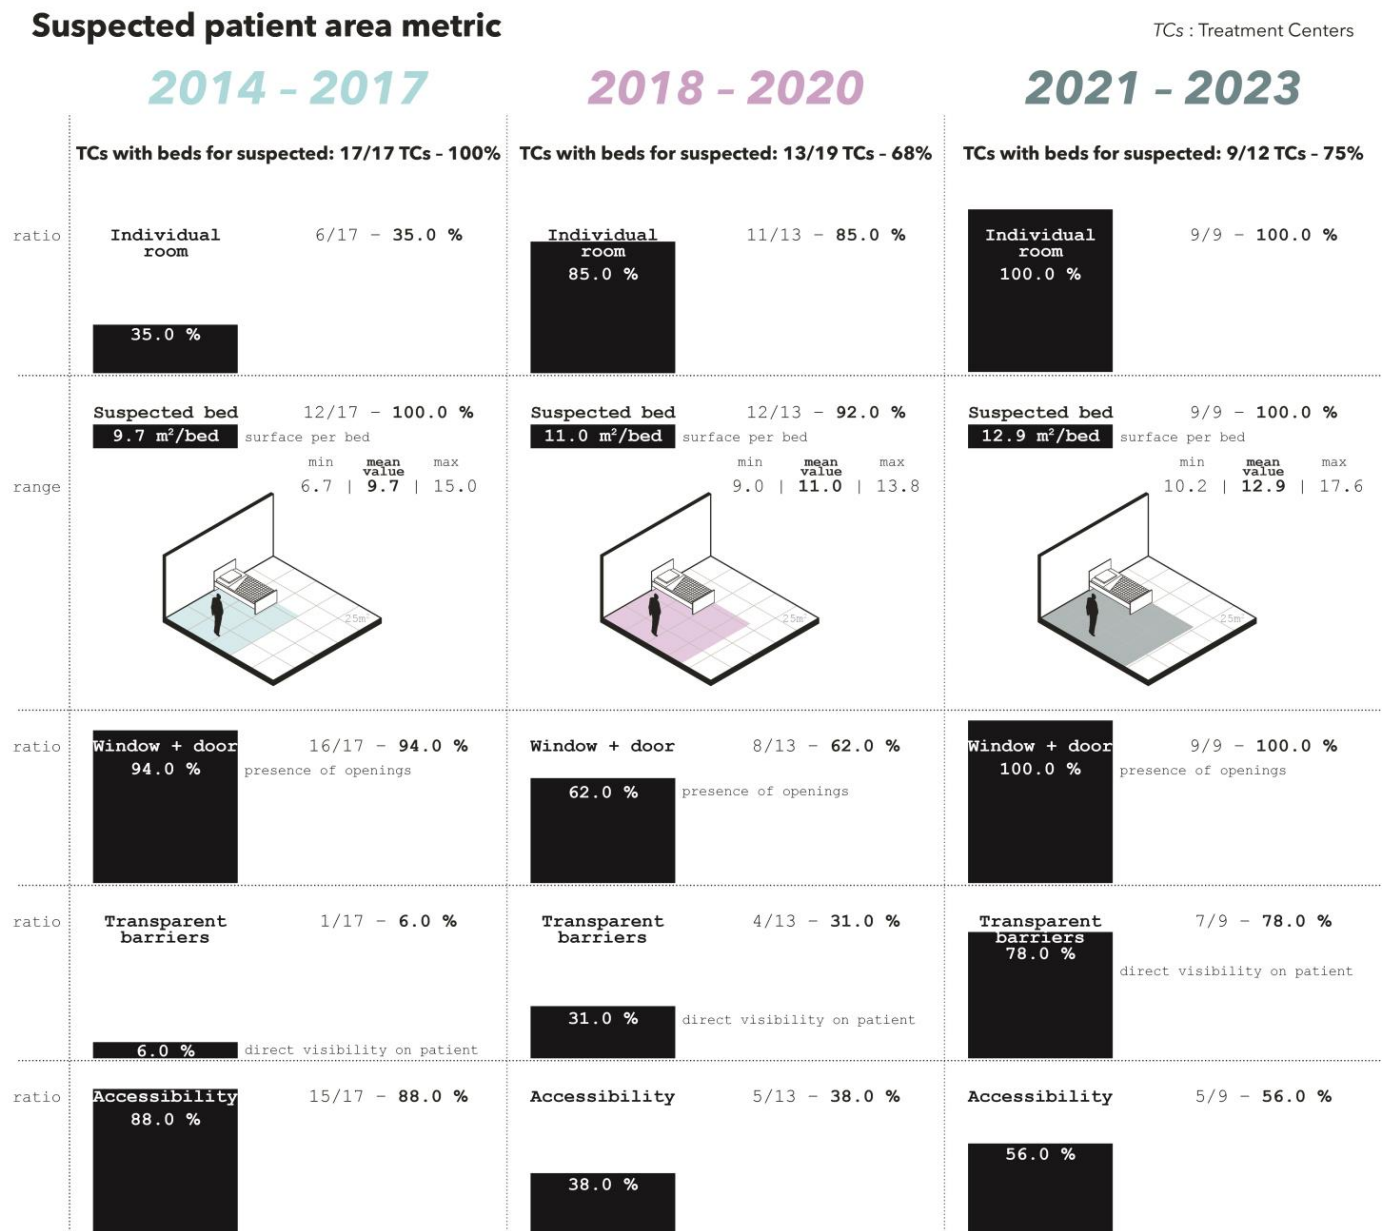 Suspected patient area metric
TCs : Treatment Centers
2014 – 2017
2018 – 2020
2021 – 2023
TCs with beds for suspected: 17/17 TCs – 100%
TCs with beds for suspected: 13/19 TCs – 68%
TCs with beds for suspected: 9/12 TCs – 75%
ratio
Individual
room
6/17 – 35.0 %
35.0 %
Individual
room
11/13 – 85.0 %
85.0 %
Individual
room
9/9 – 100.0 %
100.0 %
range
Suspected bed
12/17 – 100.0 %
9.7 m²/bed
surface per bed
min
mean
value
max
6.7 | 9.7 | 15.0
25m²
Suspected bed
12/13 – 92.0 %
11.0 m²/bed
surface per bed
min
mean
value
max
9.0 | 11.0 | 13.8
25m²
Suspected bed
9/9 – 100.0 %
12.9 m²/bed
surface per bed
min
mean
value
max
10.2 | 12.9 | 17.6
25m²
ratio
Window + door
16/17 – 94.0 %
94.0 %
presence of openings
Window + door
8/13 – 62.0 %
62.0 %
presence of openings
Window + door
9/9 – 100.0 %
100.0 %
presence of openings
ratio
Transparent
barriers
1/17 – 6.0 %
6.0 %
direct visibility on patient
Transparent
barriers
4/13 – 31.0 %
31.0 %
direct visibility on patient
Transparent
barriers
7/9 – 78.0 %
78.0 %
direct visibility on patient
ratio
Accessibility
15/17 – 88.0 %
88.0 %
Accessibility
5/13 – 38.0 %
38.0 %
Accessibility
5/9 – 56.0 %
56.0 %